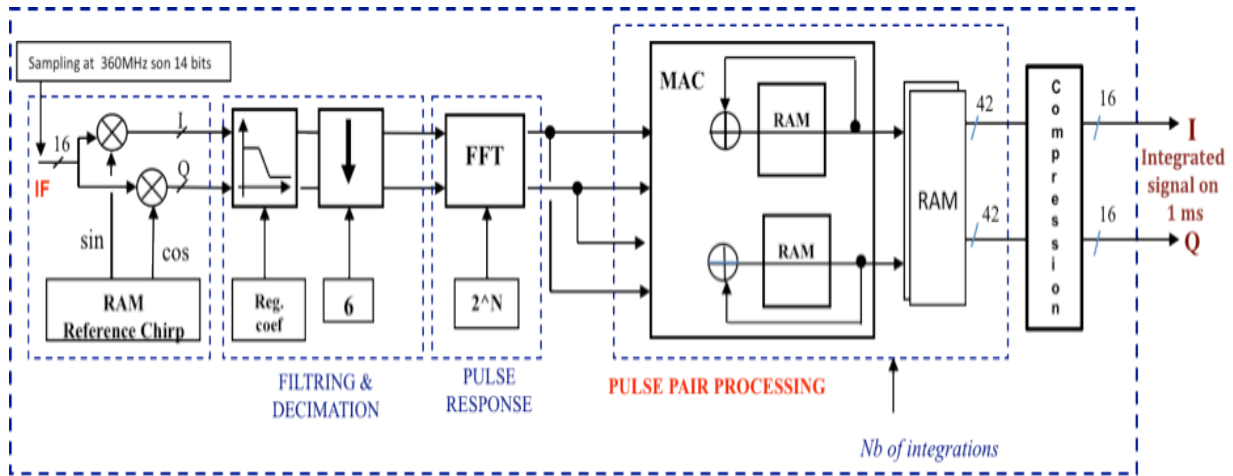 Sampling at 360MHz son 14 bits
16
IF
I
Q
sin
cos
RAM
Reference Chirp
Reg.
coef
6
FILTRING &
DECIMATION
FFT
2^N
PULSE
RESPONSE
MAC
RAM
RAM
PULSE PAIR PROCESSING
RAM
42
42
Nb of integrations
Compression
16
16
I
Integrated
signal on
1 ms
Q